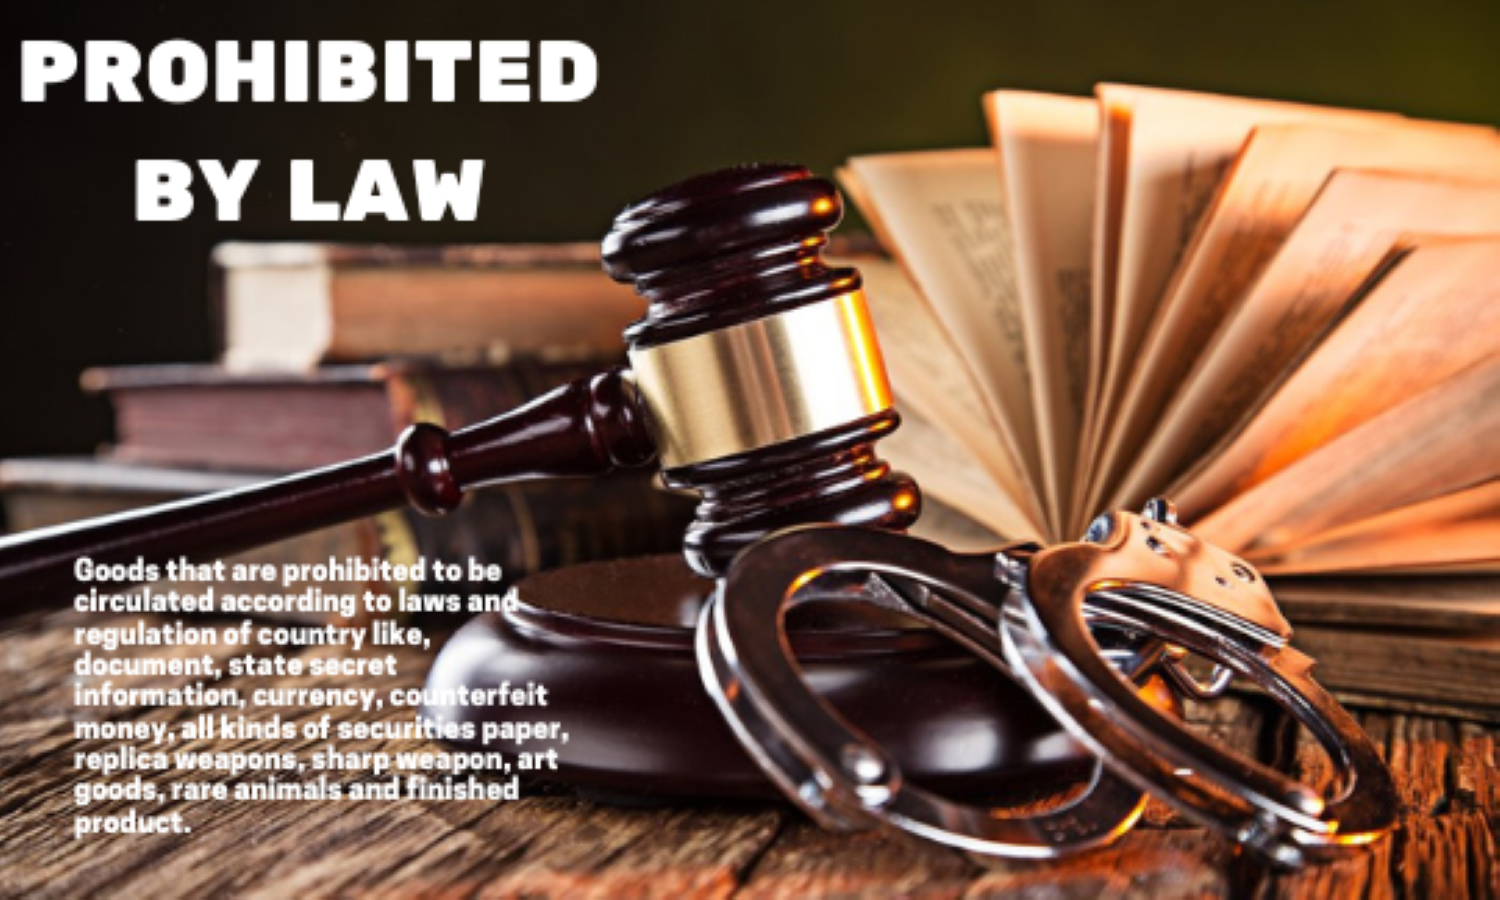 PROHIBITED
BY LAW
Goods that are prohibited to be
circulated according to laws and
regulation of country like,
document, state secret
information, currency, counterfeit
money, all kinds of securities paper,
replica weapons, sharp weapon, art
goods, rare animals and finished
product.